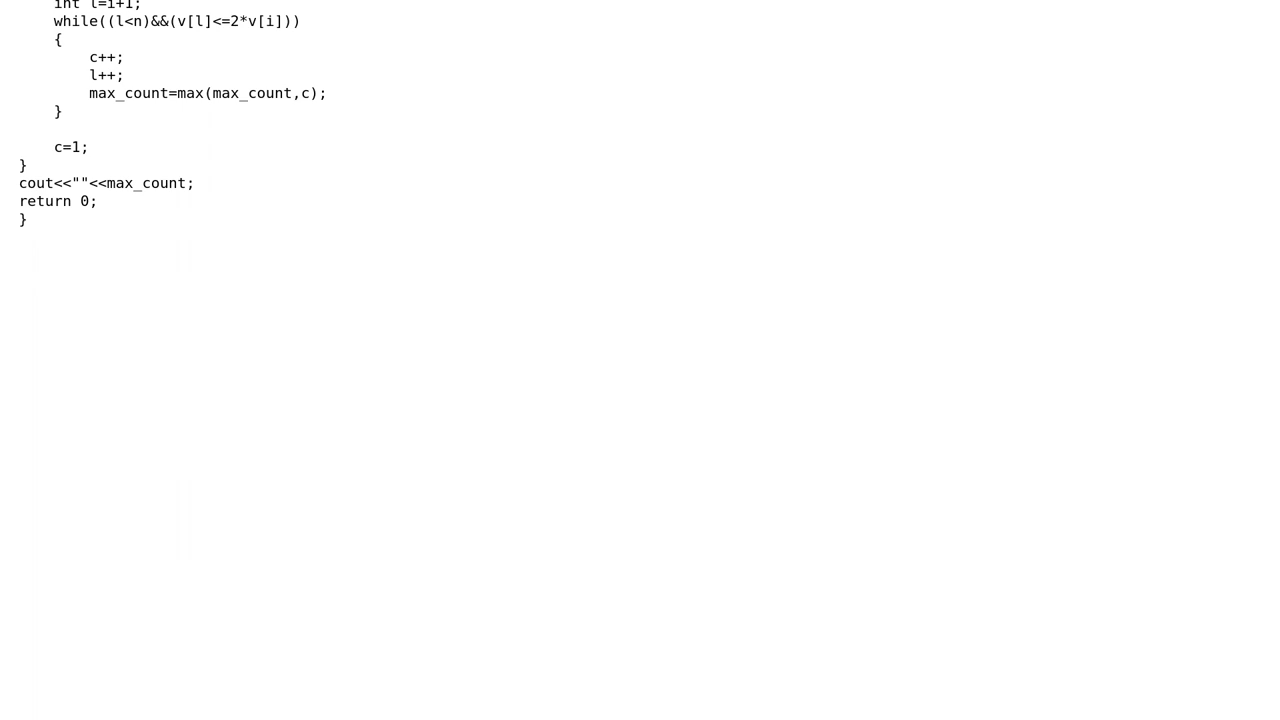 int l=i+1;
while((l<n)&&(v[l]<=2*v[i]))
{
c++;
l++;
max_count=max(max_count,c);
}
c=1;
}
cout<<""<<max_count;
return 0;
}